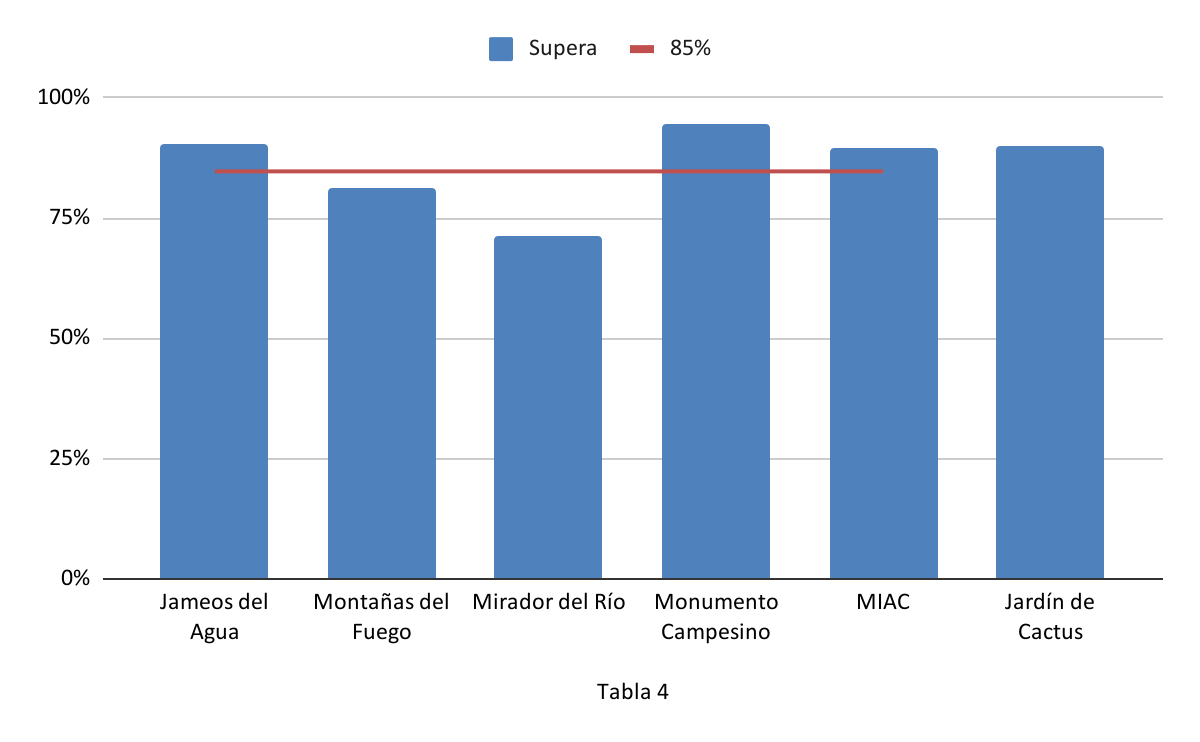 Supera 85%
100%
75%
50%
25%
0%
Jameos del Agua
Montañas del Fuego
Mirador del Río
Monumento Campesino
MIAC
Jardín de Cactus
Tabla 4